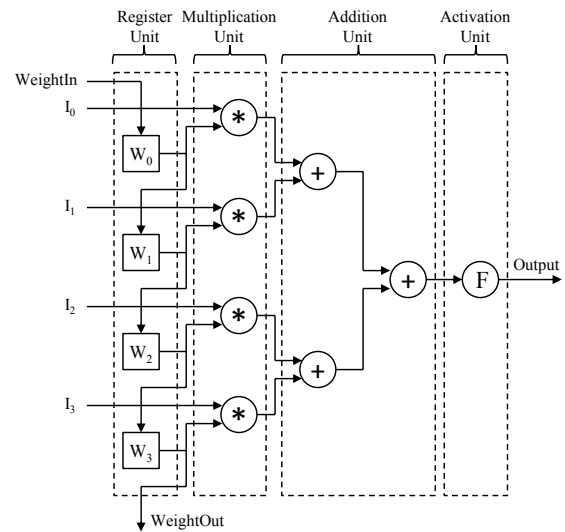 Register Unit
Multiplication Unit
Addition Unit
Activation Unit
WeightIn
I₀
*
W₀
+
I₁
*
W₁
+
F
Output
I₂
*
W₂
+
I₃
*
W₃
WeightOut